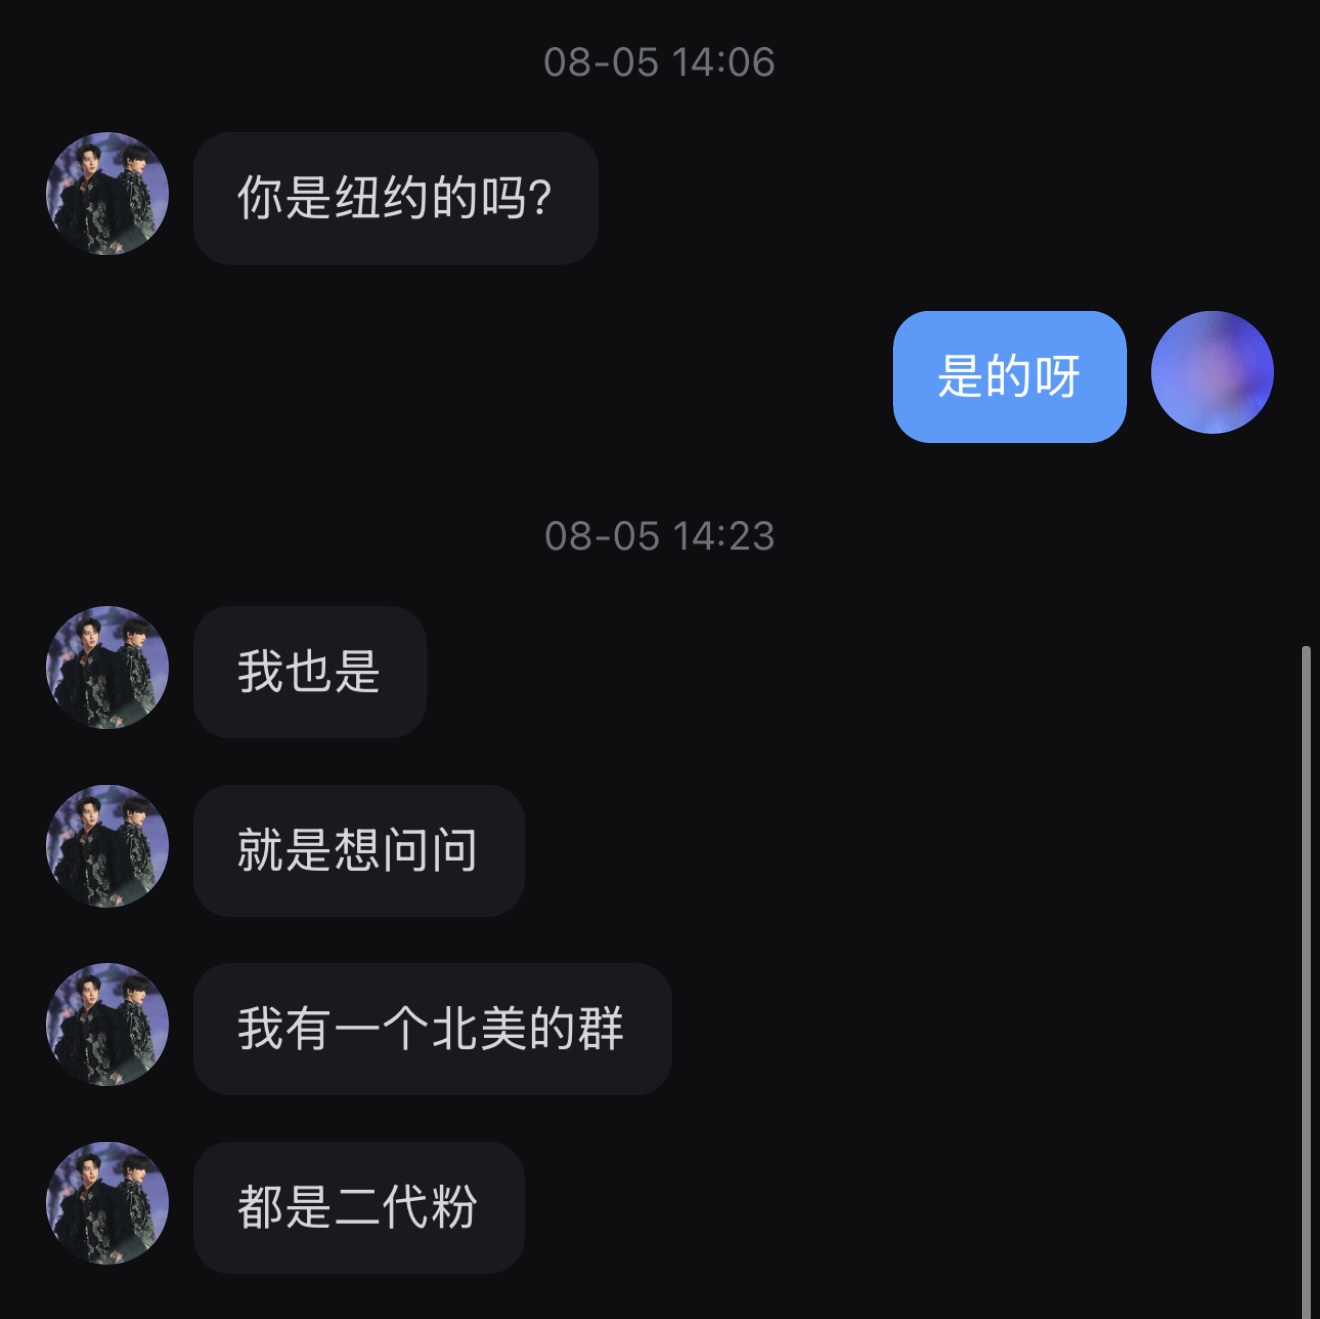 08-05 14:06
你是纽约的吗?
是的呀
08-05 14:23
我也是
就是想问问
我有一个北美的群
都是二代粉